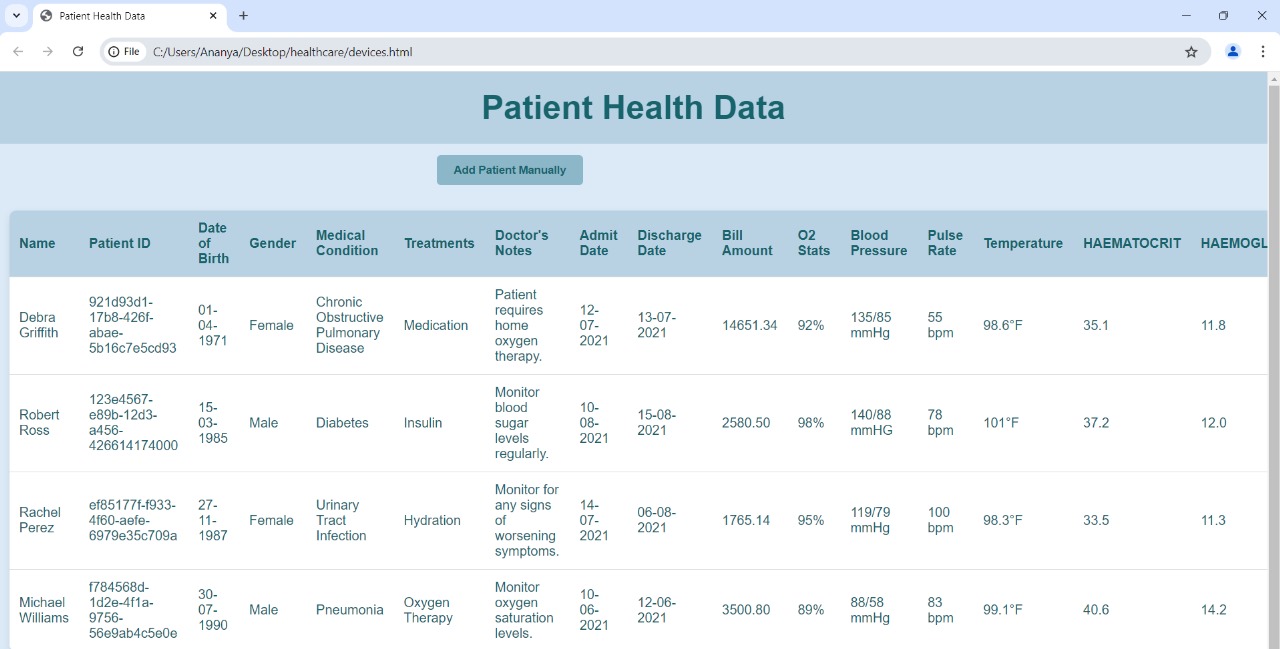 Patient Health Data
File C:/Users/Ananya/Desktop/healthcare/devices.html
Patient Health Data
Add Patient Manually
Name Patient ID Date of Birth Gender Medical Condition Treatments Doctor's Notes Admit Date Discharge Date Bill Amount O2 Stats Blood Pressure Pulse Rate Temperature HAEMATOCRIT HAEMOGL
Debra Griffith 921d93d1-17b8-426f-abae-5b16c7e5cd93 01-04-1971 Female Chronic Obstructive Pulmonary Disease Medication Patient requires home oxygen therapy. 12-07-2021 13-07-2021 14651.34 92% 135/85 mmHg 55 bpm 98.6°F 35.1 11.8
Robert Ross 123e4567-e89b-12d3-a456-426614174000 15-03-1985 Male Diabetes Insulin Monitor blood sugar levels regularly. 10-08-2021 15-08-2021 2580.50 98% 140/88 mmHG 78 bpm 101°F 37.2 12.0
Rachel Perez ef85177f-f933-4f60-aefe-6979e35c709a 27-11-1987 Female Urinary Tract Infection Hydration Monitor for any signs of worsening symptoms. 14-07-2021 06-08-2021 1765.14 95% 119/79 mmHg 100 bpm 98.3°F 33.5 11.3
Michael Williams f784568d-1d2e-4f1a-9756-56e9ab4c5e0e 30-07-1990 Male Pneumonia Oxygen Therapy Monitor oxygen saturation levels. 10-06-2021 12-06-2021 3500.80 89% 88/58 mmHg 83 bpm 99.1°F 40.6 14.2